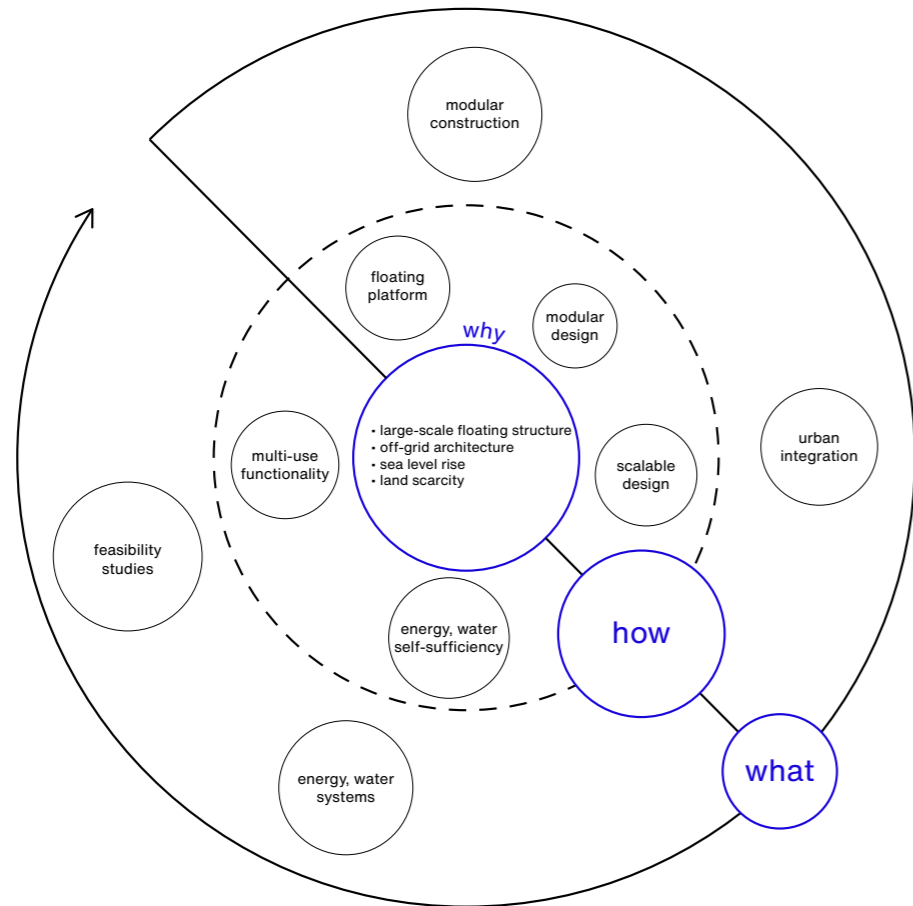 modular
construction
floating
platform
modular
design
why
• large-scale floating structure
• off-grid architecture
• sea level rise
• land scarcity
multi-use
functionality
scalable
design
urban
integration
feasibility
studies
energy, water
self-sufficiency
how
what
energy, water
systems